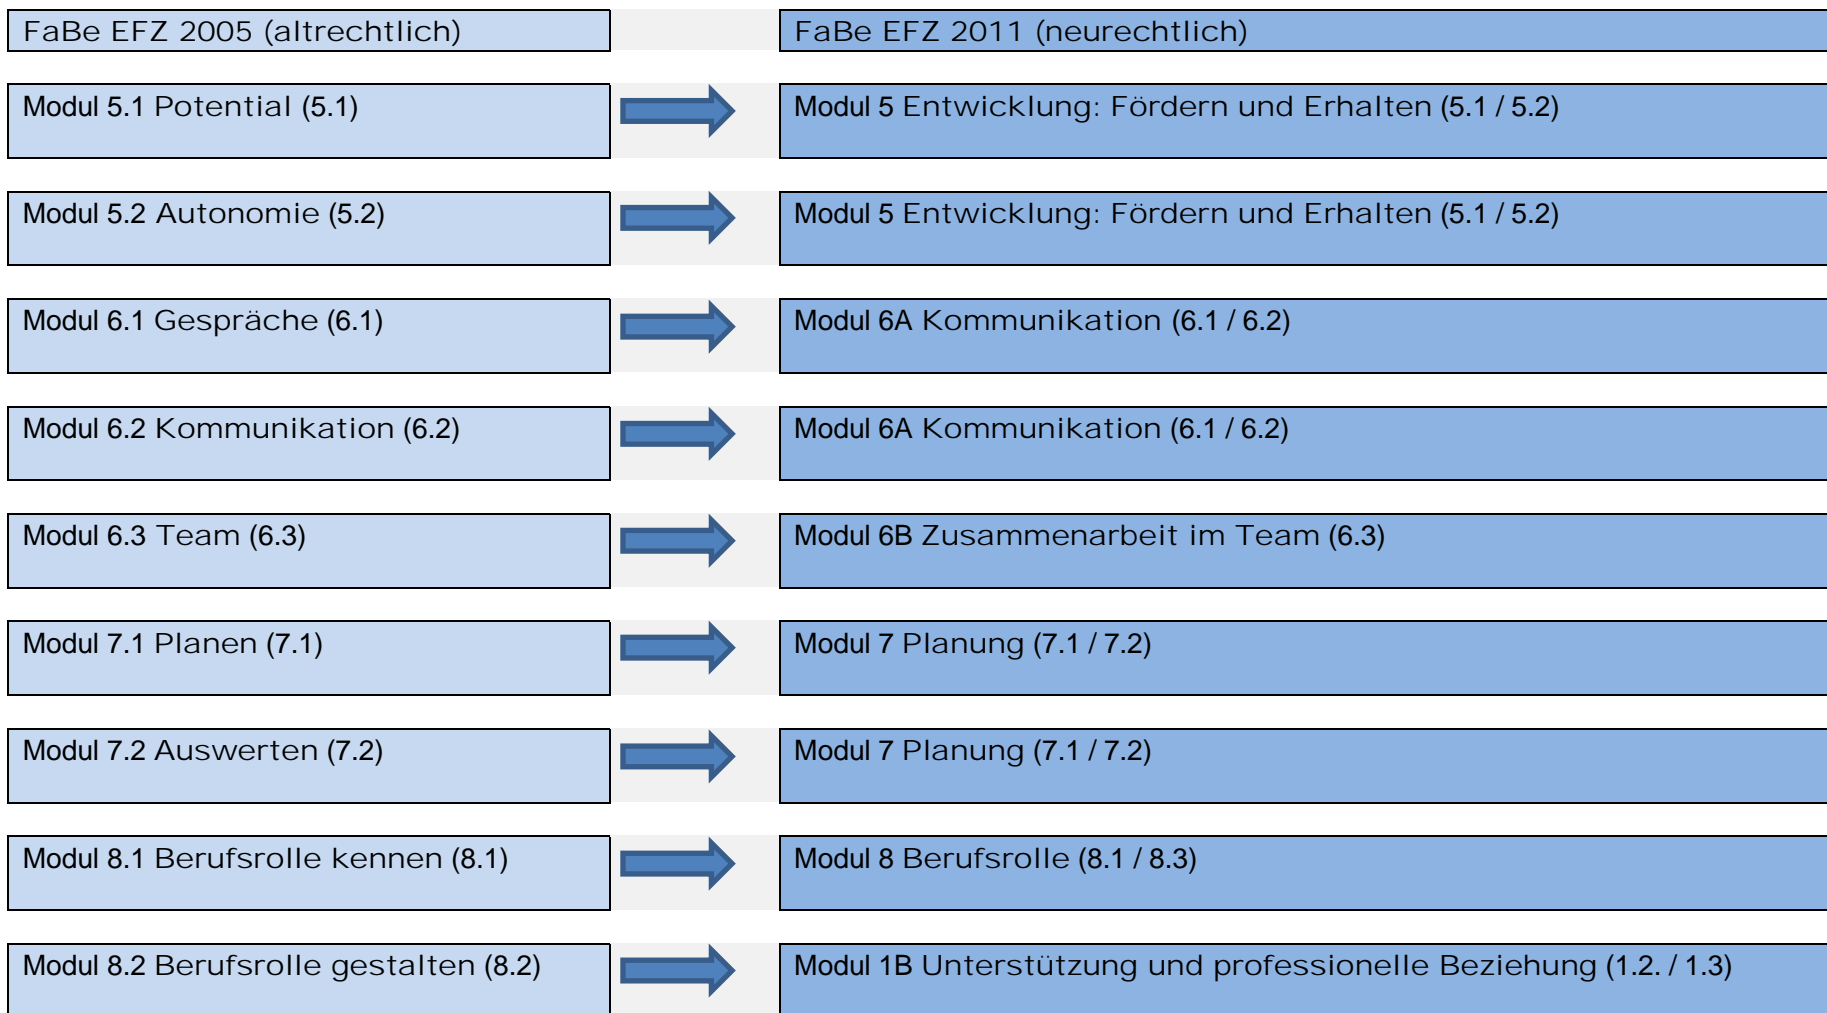 FaBe EFZ 2005 (altrechtlich)
FaBe EFZ 2011 (neurechtlich)
Modul 5.1 Potential (5.1)
Modul 5 Entwicklung: Fördern und Erhalten (5.1 / 5.2)
Modul 5.2 Autonomie (5.2)
Modul 5 Entwicklung: Fördern und Erhalten (5.1 / 5.2)
Modul 6.1 Gespräche (6.1)
Modul 6A Kommunikation (6.1 / 6.2)
Modul 6.2 Kommunikation (6.2)
Modul 6A Kommunikation (6.1 / 6.2)
Modul 6.3 Team (6.3)
Modul 6B Zusammenarbeit im Team (6.3)
Modul 7.1 Planen (7.1)
Modul 7 Planung (7.1 / 7.2)
Modul 7.2 Auswerten (7.2)
Modul 7 Planung (7.1 / 7.2)
Modul 8.1 Berufsrolle kennen (8.1)
Modul 8 Berufsrolle (8.1 / 8.3)
Modul 8.2 Berufsrolle gestalten (8.2)
Modul 1B Unterstützung und professionelle Beziehung (1.2. / 1.3)